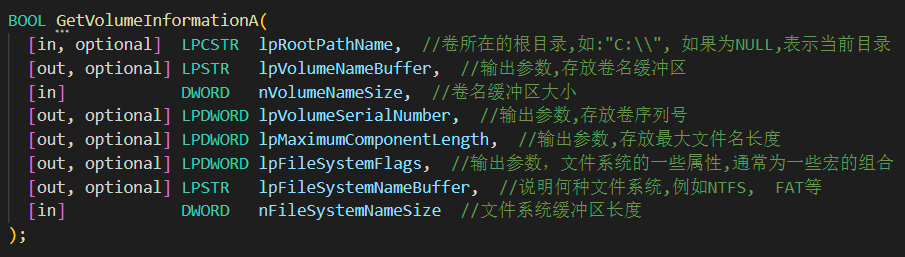 BOOL GetVolumeInformationA(
  [in, optional]  LPCSTR  lpRootPathName,  //卷所在的根目录,如:"C:\\", 如果为NULL,表示当前目录
  [out, optional] LPSTR   lpVolumeNameBuffer,  //输出参数,存放卷名缓冲区
  [in]            DWORD   nVolumeNameSize,  //卷名缓冲区大小
  [out, optional] LPDWORD lpVolumeSerialNumber,  //输出参数,存放卷序列号
  [out, optional] LPDWORD lpMaximumComponentLength,  //输出参数,存放最大文件名长度
  [out, optional] LPDWORD lpFileSystemFlags,  //输出参数，文件系统的一些属性,通常为一些宏的组合
  [out, optional] LPSTR   lpFileSystemNameBuffer,  //说明何种文件系统,例如NTFS,  FAT等
  [in]            DWORD   nFileSystemNameSize  //文件系统缓冲区长度
);